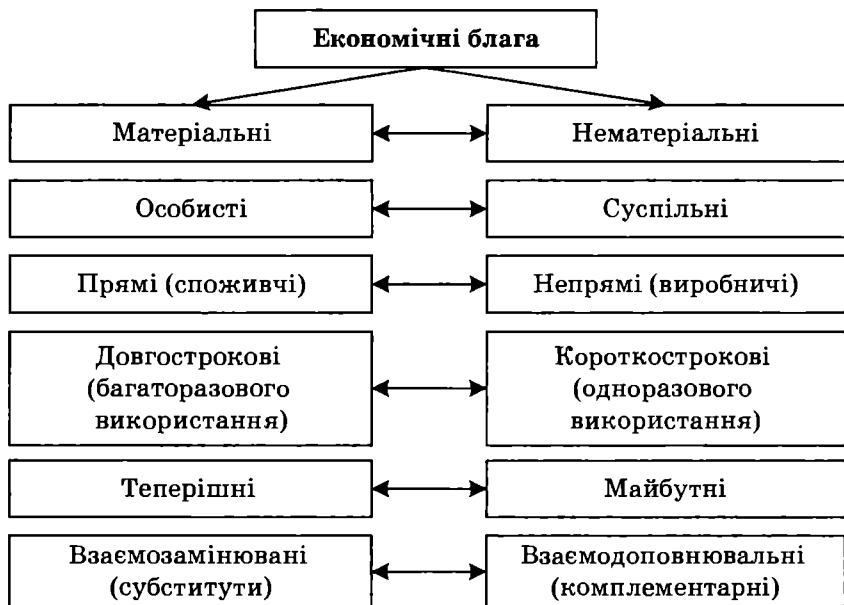 Економічні блага
Матеріальні
Нематеріальні
Особисті
Суспільні
Прямі (споживчі)
Непрямі (виробничі)
Довгострокові
(багаторазового
використання)
Короткострокові
(одноразового
використання)
Теперішні
Майбутні
Взаємозамінювані
(субститути)
Взаємодоповнювальні
(комплементарні)